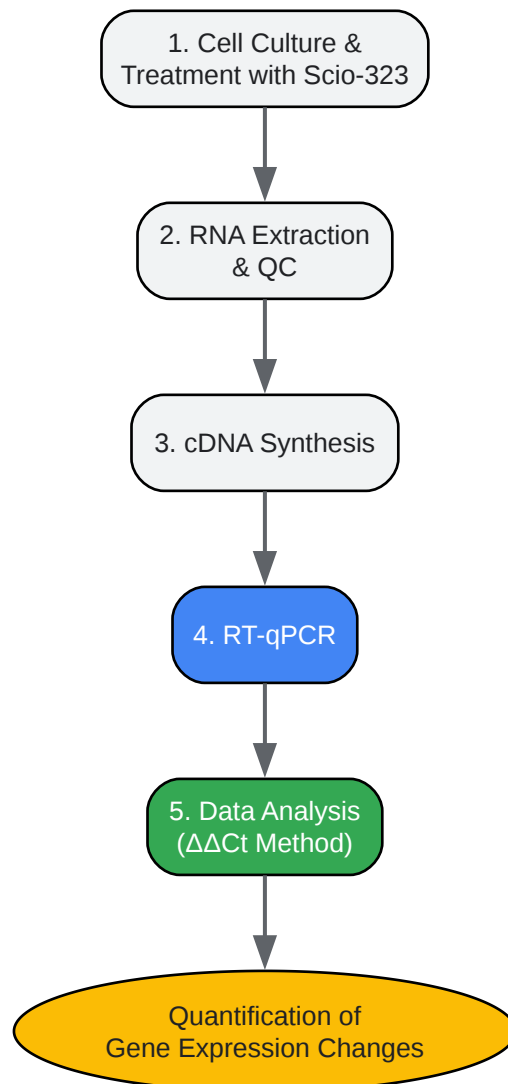 1. Cell Culture &
Treatment with Scio-323
2. RNA Extraction
& QC
3. cDNA Synthesis
4. RT-qPCR
5. Data Analysis
(ΔΔCt Method)
Quantification of
Gene Expression Changes